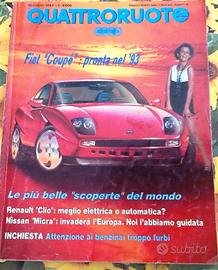 QUATTRORUOTE
Fiat "Coupé": pronta nel '93
Le più belle "scoperte" del mondo
Renault "Clio": meglio elettrica o automatica?
Nissan "Micra": invaderà l'Europa. Noi l'abbiamo guidata
INCHIESTA Attenzione ai benzinai troppo furbi
subito